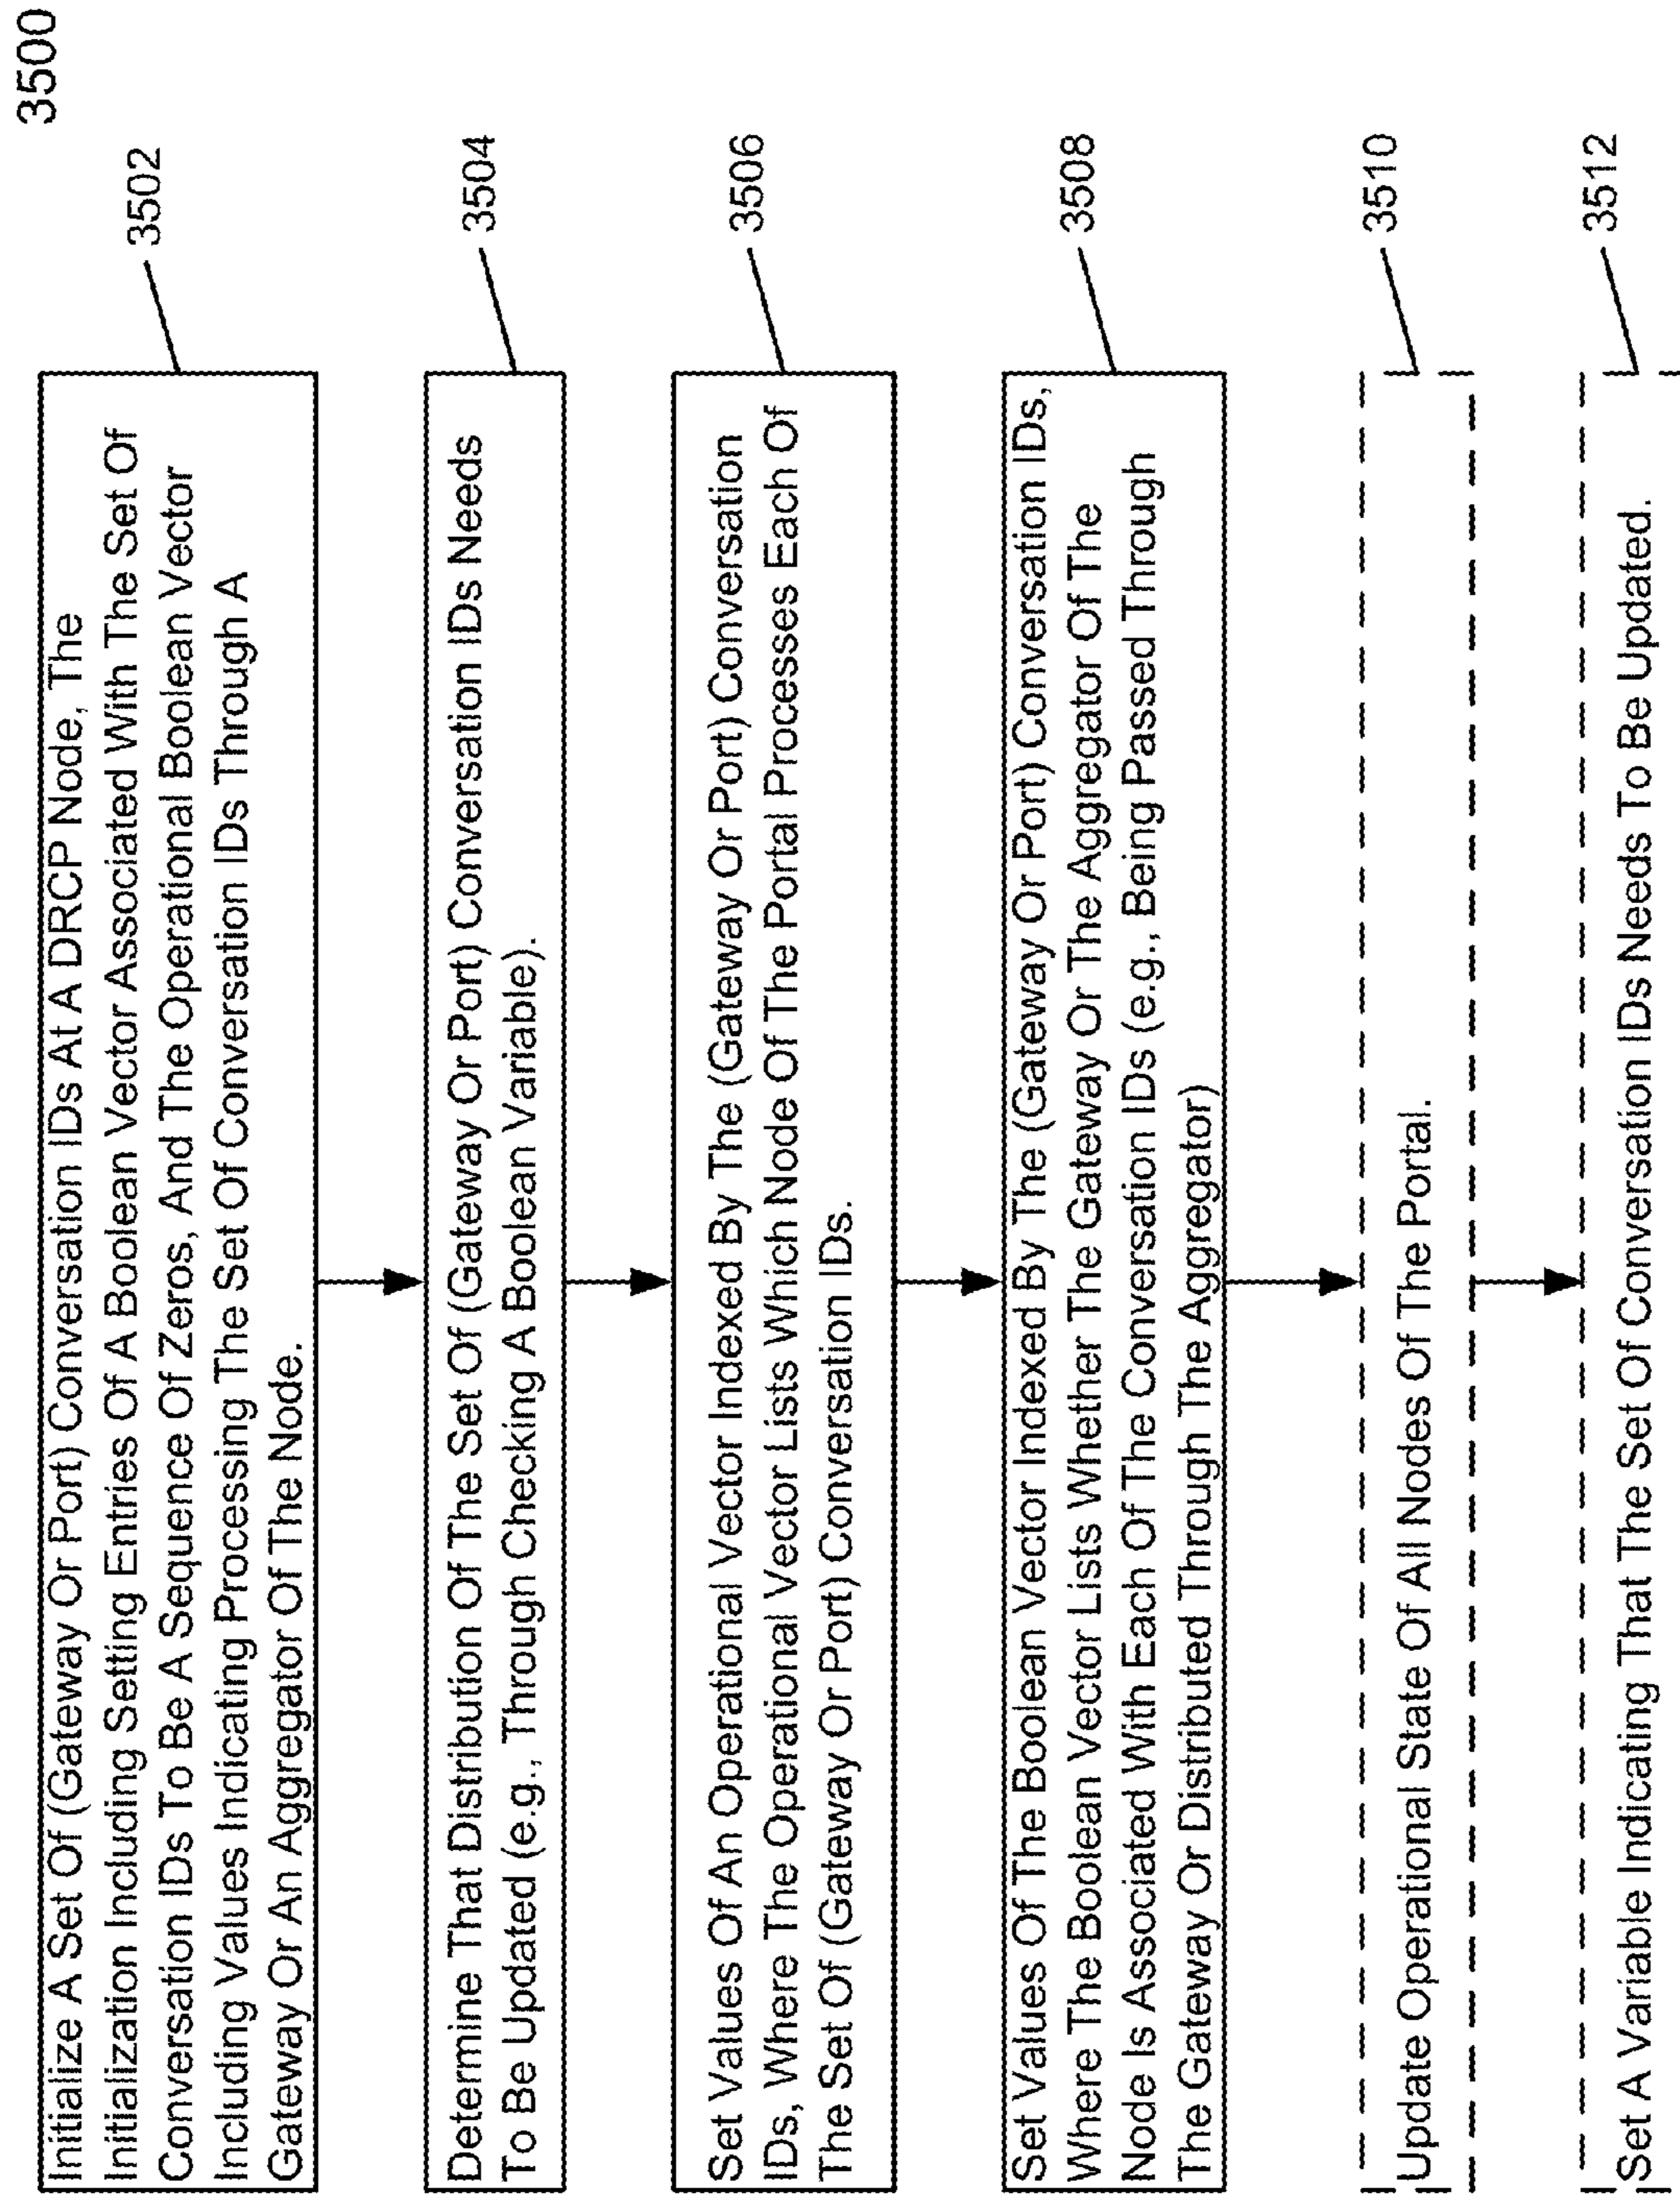 3500
Initialize A Set Of (Gateway Or Port) Conversation IDs At A DRCP Node, The
Initialization Including Setting Entries Of A Boolean Vector Associated With The Set Of
Conversation IDs To Be A Sequence Of Zeros, And The Operational Boolean Vector
Including Values Indicating Processing The Set Of Conversation IDs Through A
Gateway Or An Aggregator Of The Node.
3502
Determine That Distribution Of The Set Of (Gateway Or Port) Conversation IDs Needs
To Be Updated (e.g., Through Checking A Boolean Variable).
3504
Set Values Of An Operational Vector Indexed By The (Gateway Or Port) Conversation
IDs, Where The Operational Vector Lists Which Node Of The Portal Processes Each Of
The Set Of (Gateway Or Port) Conversation IDs.
3506
Set Values Of The Boolean Vector Indexed By The (Gateway Or Port) Conversation IDs,
Where The Boolean Vector Lists Whether The Gateway Or The Aggregator Of The
Node Is Associated With Each Of The Conversation IDs (e.g., Being Passed Through
The Gateway Or Distributed Through The Aggregator)
3508
Update Operational State Of All Nodes Of The Portal.
3510
Set A Variable Indicating That The Set Of Conversation IDs Needs To Be Updated.
3512